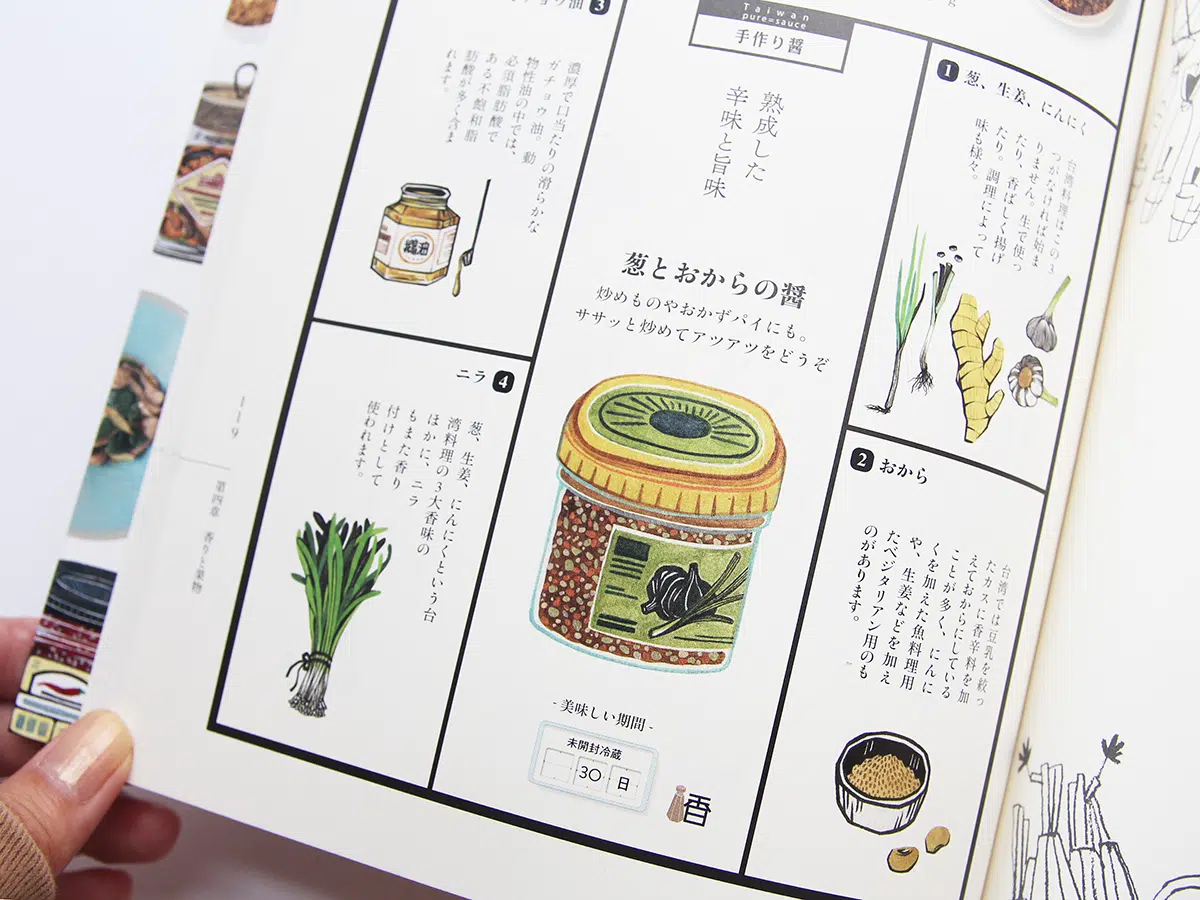 Taiwan
pure=sauce
手作り醤
熟成した
辛味と旨味
葱とおからの醤
炒めものやおかずパイにも。
ササッと炒めてアツアツをどうぞ
- 美味しい期間 -
未開封冷蔵
30日
香
1 葱、生姜、にんにく
台湾料理はこの3
つがなければ始ま
りません。生で使っ
たり、香ばしく揚げ
たり。調理によって
味も様々。
2 おから
台湾では豆乳を絞っ
たカスに香辛料を加
えておからにしている
ことが多く、にんに
くを加えた魚料理用
や、生姜などを加え
たベジタリアン用のも
のがあります。
3
濃厚で口当たりの滑らかな
ガチョウ油。動
物性油の中では、
必須脂肪酸で
ある不飽和脂
肪酸が多く含ま
れます。
鵝油
4 ニラ
葱、生姜、にんにくという台
湾料理の3大香味の
ほかに、ニラ
もまた香り
付けとして
使われます。
119
第四章 香りと果物